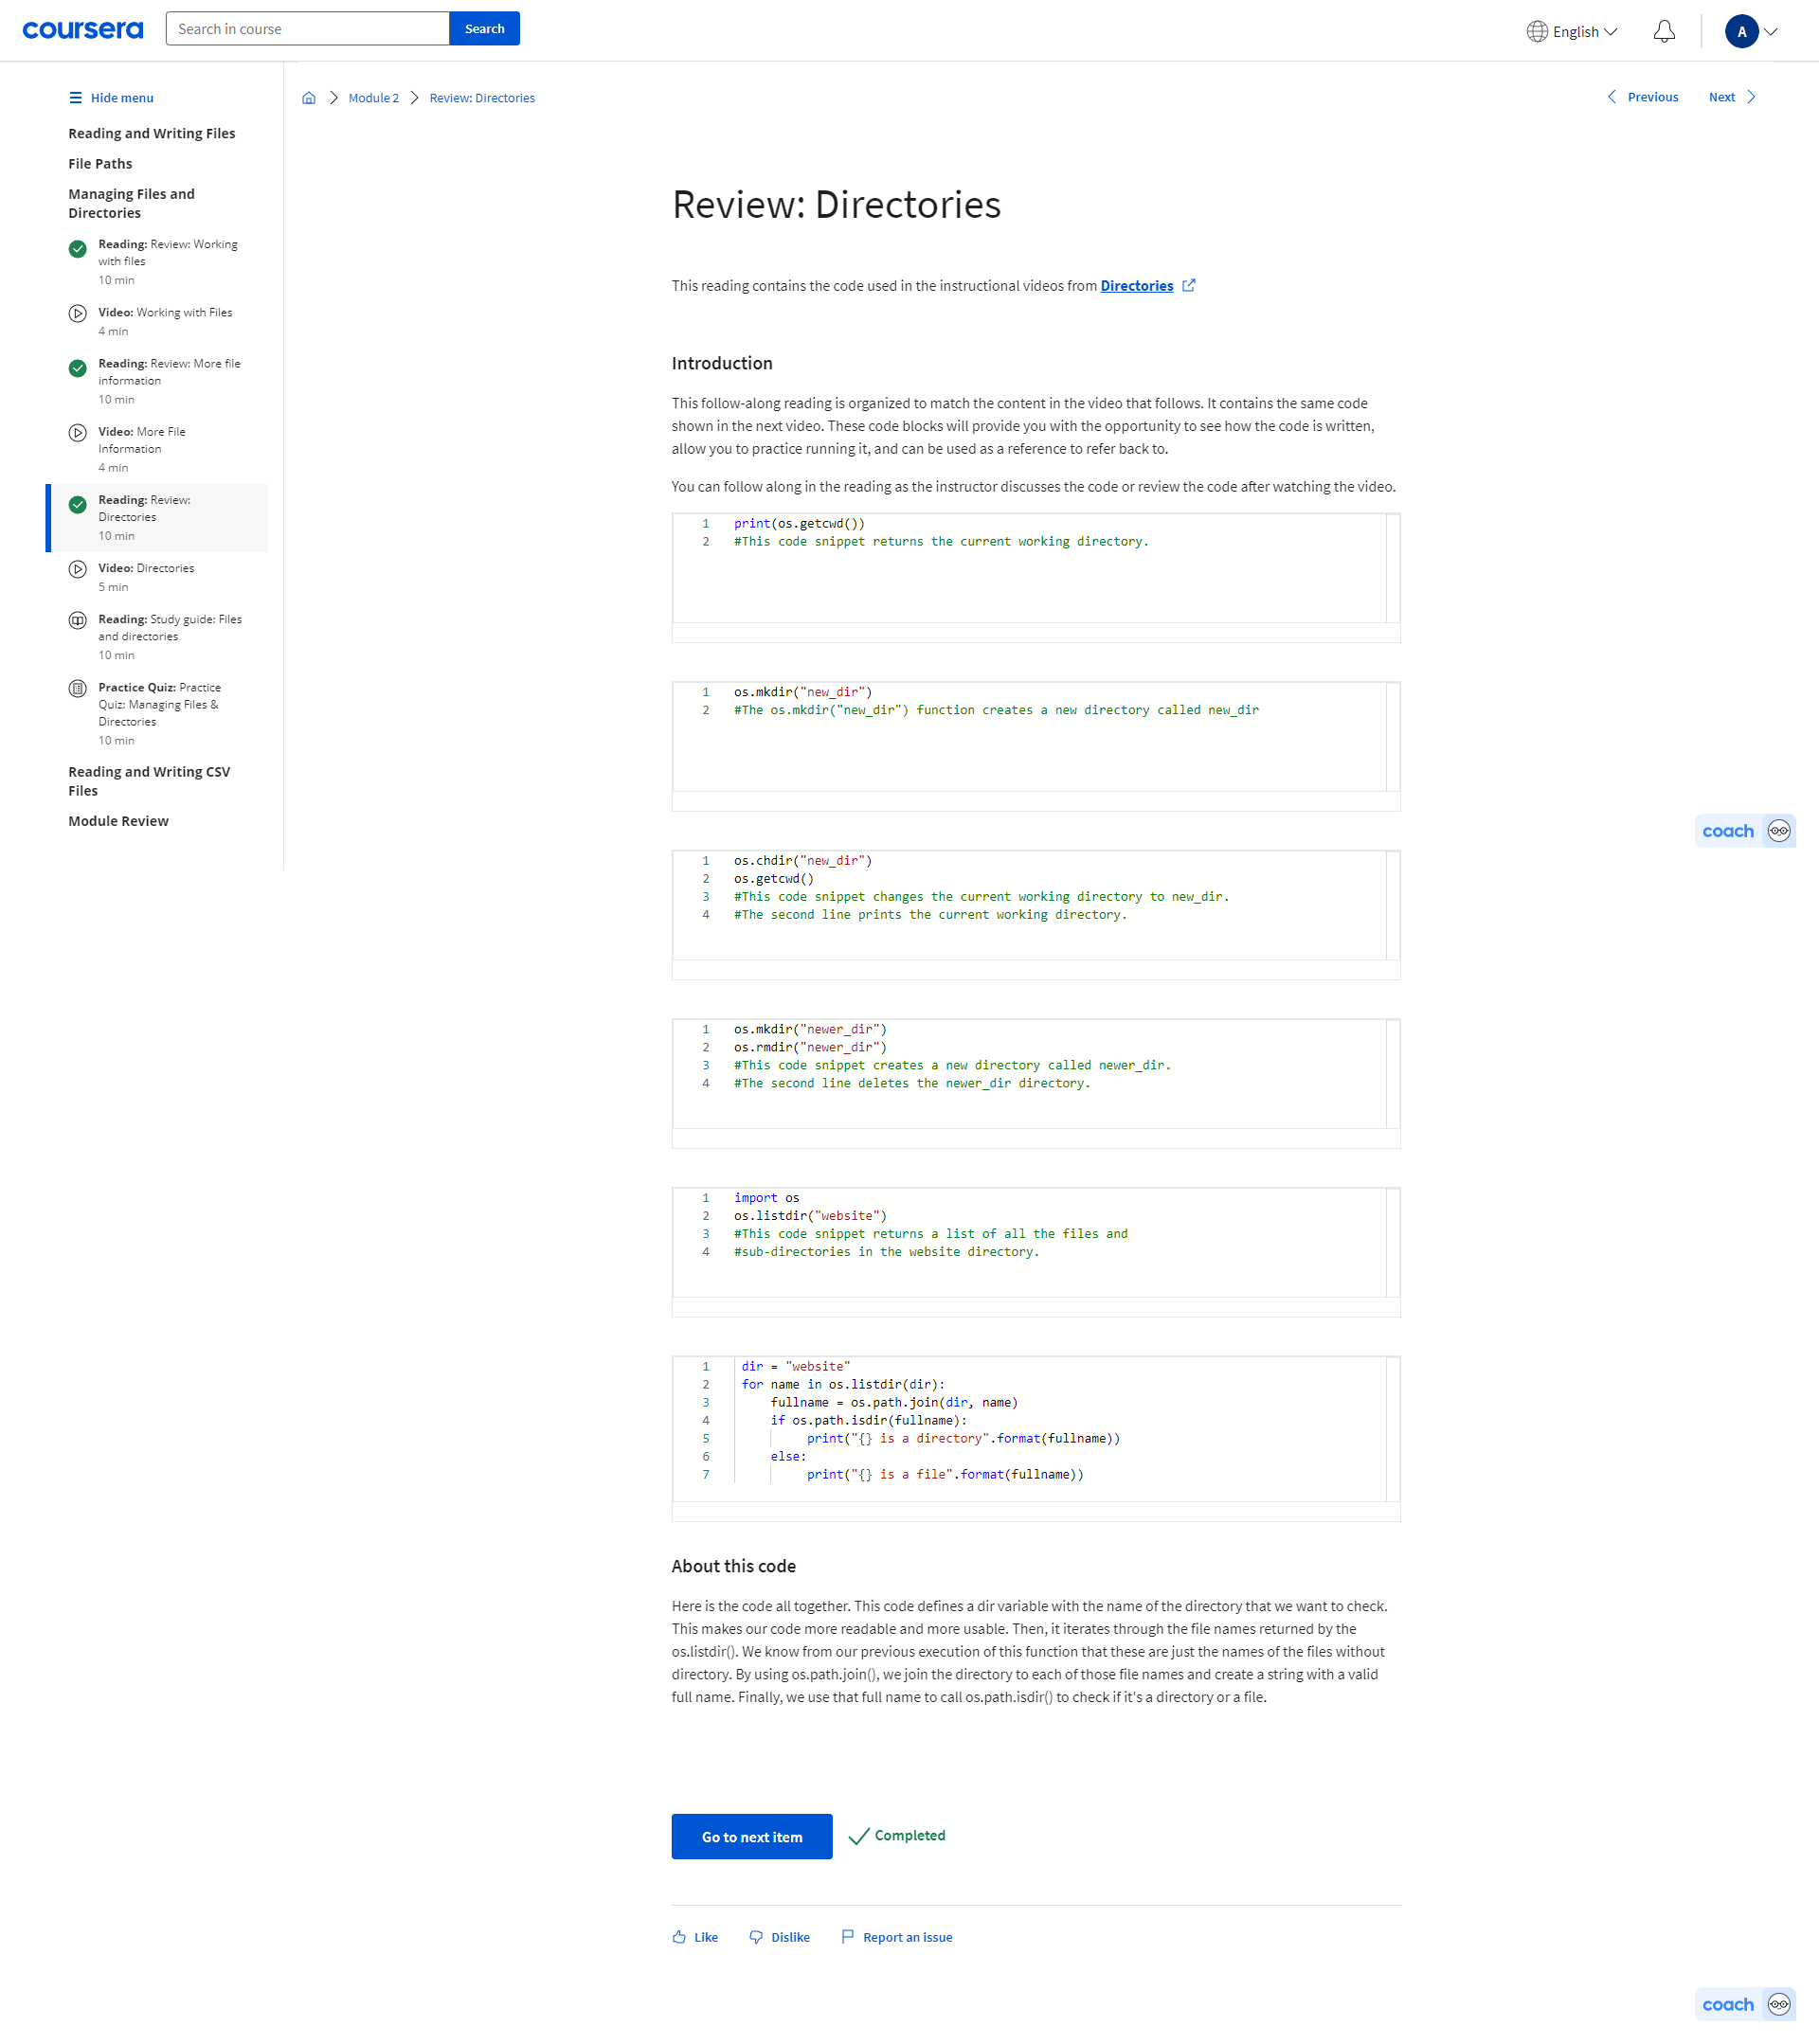 coursera
Search in course
Search
English
A
Hide menu
Reading and Writing Files
File Paths
Managing Files and
Directories
Reading: Review: Working
with files
10 min
Video: Working with Files
4 min
Reading: Review: More file
information
10 min
Video: More File
Information
4 min
Reading: Review:
Directories
10 min
Video: Directories
5 min
Reading: Study guide: Files
and directories
10 min
Practice Quiz: Practice
Quiz: Managing Files &
Directories
10 min
Reading and Writing CSV
Files
Module Review
Module 2
Review: Directories
Previous
Next
Review: Directories
This reading contains the code used in the instructional videos from Directories
Introduction
This follow-along reading is organized to match the content in the video that follows. It contains the same code
shown in the next video. These code blocks will provide you with the opportunity to see how the code is written,
allow you to practice running it, and can be used as a reference to refer back to.
You can follow along in the reading as the instructor discusses the code or review the code after watching the video.
1 print(os.getcwd())
2 #This code snippet returns the current working directory.
1 os.mkdir("new_dir")
2 #The os.mkdir("new_dir") function creates a new directory called new_dir
1 os.chdir("new_dir")
2 os.getcwd()
3 #This code snippet changes the current working directory to new_dir.
4 #The second line prints the current working directory.
1 os.mkdir("newer_dir")
2 os.rmdir("newer_dir")
3 #This code snippet creates a new directory called newer_dir.
4 #The second line deletes the newer_dir directory.
1 import os
2 os.listdir("website")
3 #This code snippet returns a list of all the files and
4 #sub-directories in the website directory.
1 dir = "website"
2 for name in os.listdir(dir):
3 fullname = os.path.join(dir, name)
4 if os.path.isdir(fullname):
5 print("{} is a directory".format(fullname))
6 else:
7 print("{} is a file".format(fullname))
About this code
Here is the code all together. This code defines a dir variable with the name of the directory that we want to check.
This makes our code more readable and more usable. Then, it iterates through the file names returned by the
os.listdir(). We know from our previous execution of this function that these are just the names of the files without
directory. By using os.path.join(), we join the directory to each of those file names and create a string with a valid
full name. Finally, we use that full name to call os.path.isdir() to check if it's a directory or a file.
Go to next item
Completed
Like
Dislike
Report an issue
coach
coach